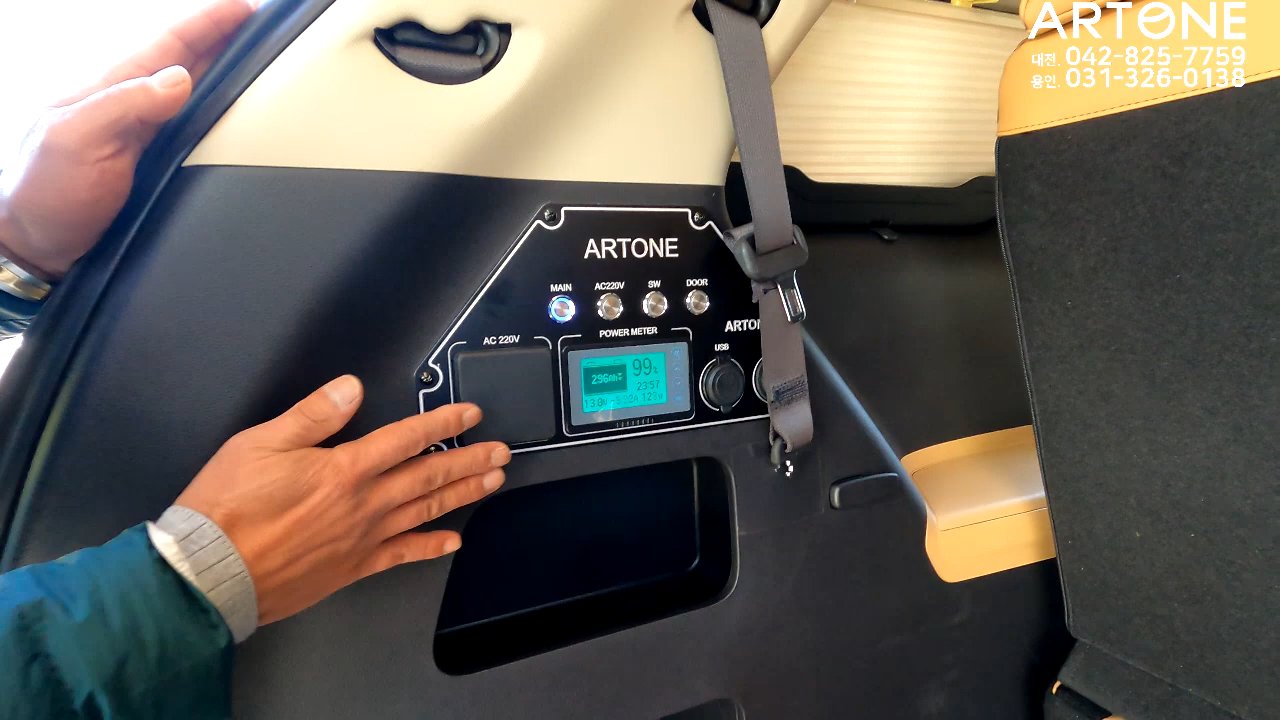 ARTONE
대전. 042-825-7759
용인. 031-326-0138
ARTONE
MAIN AC220V SW DOOR
AC 220V
POWER METER
USB
296Ah
99%
23:57
13.0v